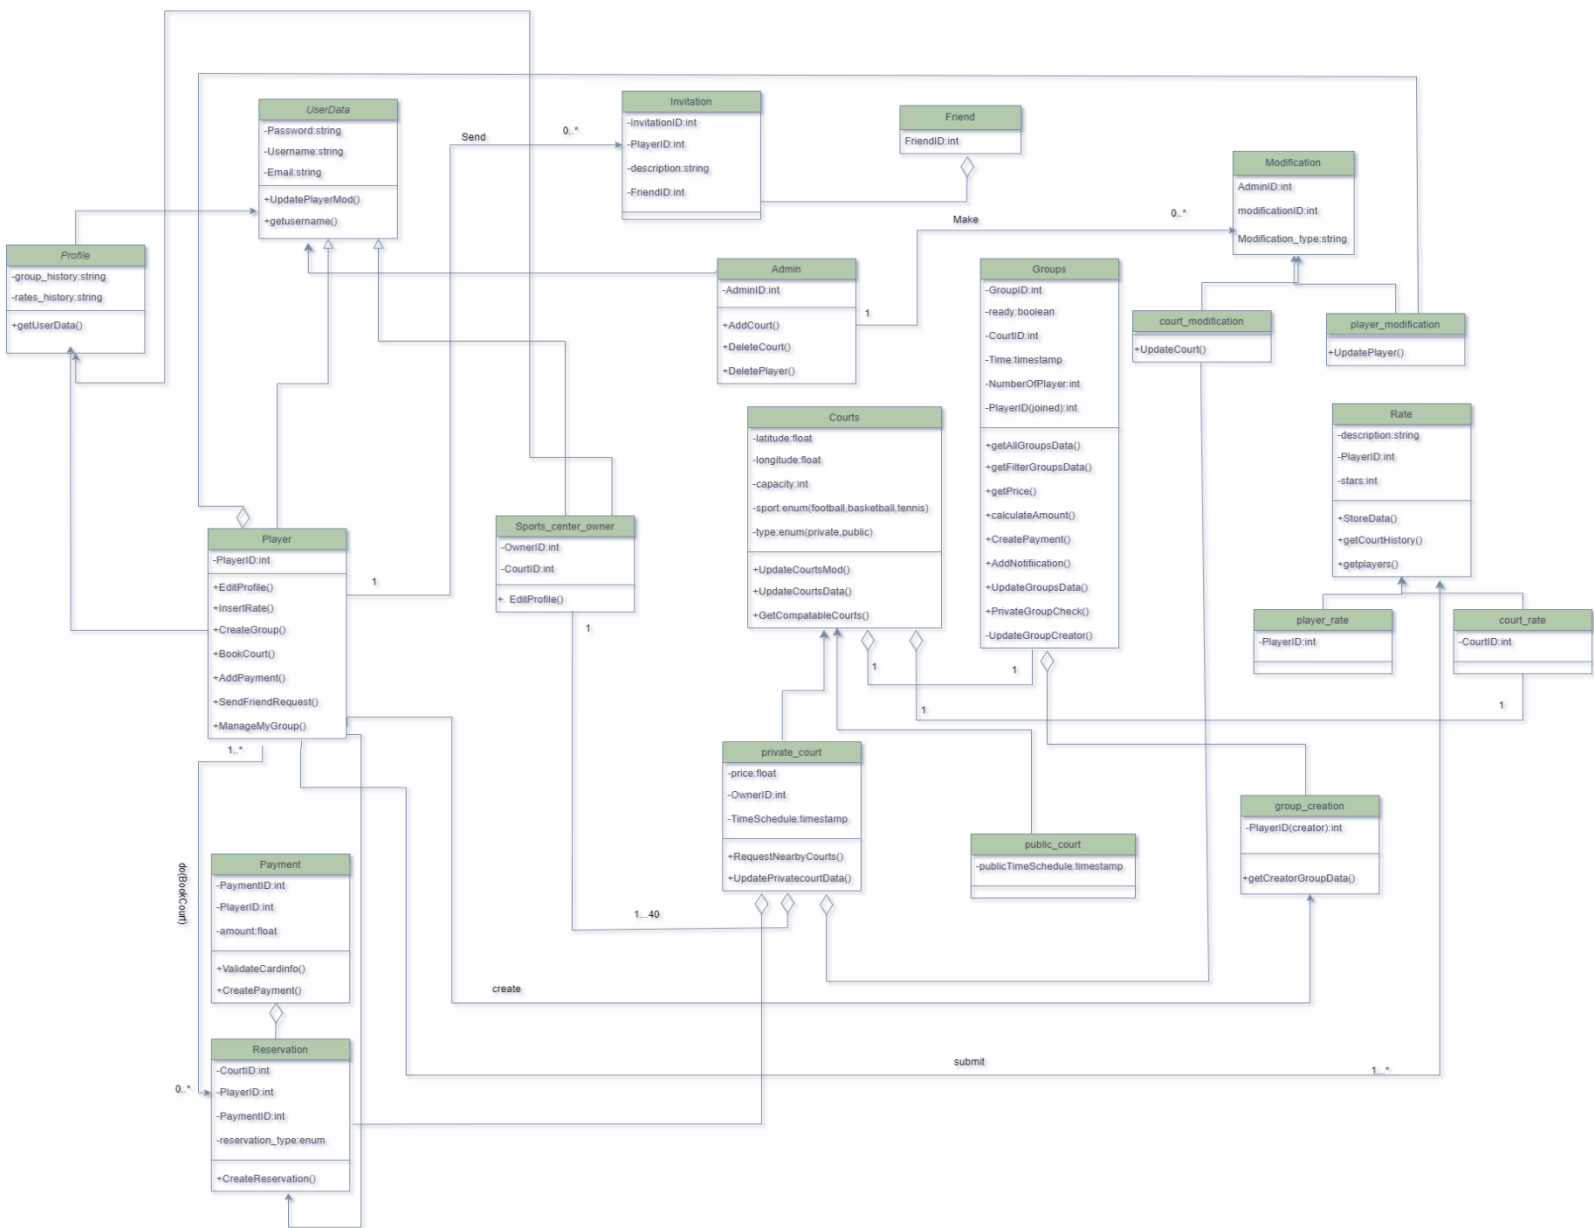 UserData
-Password:string
-Username:string
-Email:string
+UpdatePlayerMod()
+getusername()
Send
0..*
Invitation
-InvitationID:int
-PlayerID:int
-description:string
-FriendID:int
Friend
FriendID:int
Modification
AdminID:int
modificationID:int
Modification_type:string
Make
0..*
Profile
-group_history:string
-rates_history:string
+getUserData()
Admin
-AdminID:int
+AddCourt()
+DeleteCourt()
+DeletePlayer()
1
Groups
-GroupID:int
-ready:boolean
-CourtID:int
-Time:timestamp
-NumberOfPlayer:int
-PlayerID(joined):int
+getAllGroupsData()
+getFilterGroupsData()
+getPrice()
+calculateAmount()
+CreatePayment()
+AddNotifiication()
+UpdateGroupsData()
+PrivateGroupCheck()
-UpdateGroupCreator()
court_modification
+UpdateCourt()
player_modification
+UpdatePlayer()
Courts
-latitude:float
-longitude:float
-capacity:int
-sport:enum(football,basketball,tennis)
-type:enum(private,public)
+UpdateCourtsMod()
+UpdateCourtsData()
+GetCompatableCourts()
Rate
-description:string
-PlayerID:int
-stars:int
+StoreData()
+getCourtHistory()
+getplayers()
Player
-PlayerID:int
+EditProfile()
+InsertRate()
+CreateGroup()
+BookCourt()
+AddPayment()
+SendFriendRequest()
+ManageMyGroup()
1
1..*
Sports_center_owner
-OwnerID:int
-CourtID:int
+. EditProfile()
1
player_rate
-PlayerID:int
court_rate
-CourtID:int
1
1
1
1
private_court
-price:float
-OwnerID:int
-TimeSchedule:timestamp
+RequestNearbyCourts()
+UpdatePrivatecourtData()
public_court
-publicTimeSchedule:timestamp
group_creation
-PlayerID(creator):int
+getCreatorGroupData()
1...40
do(BookCourt)
Payment
-PaymentID:int
-PlayerID:int
-amount:float
+ValidateCardinfo()
+CreatePayment()
create
submit
1...*
0..*
Reservation
-CourtID:int
-PlayerID:int
-PaymentID:int
-reservation_type:enum
+CreateReservation()